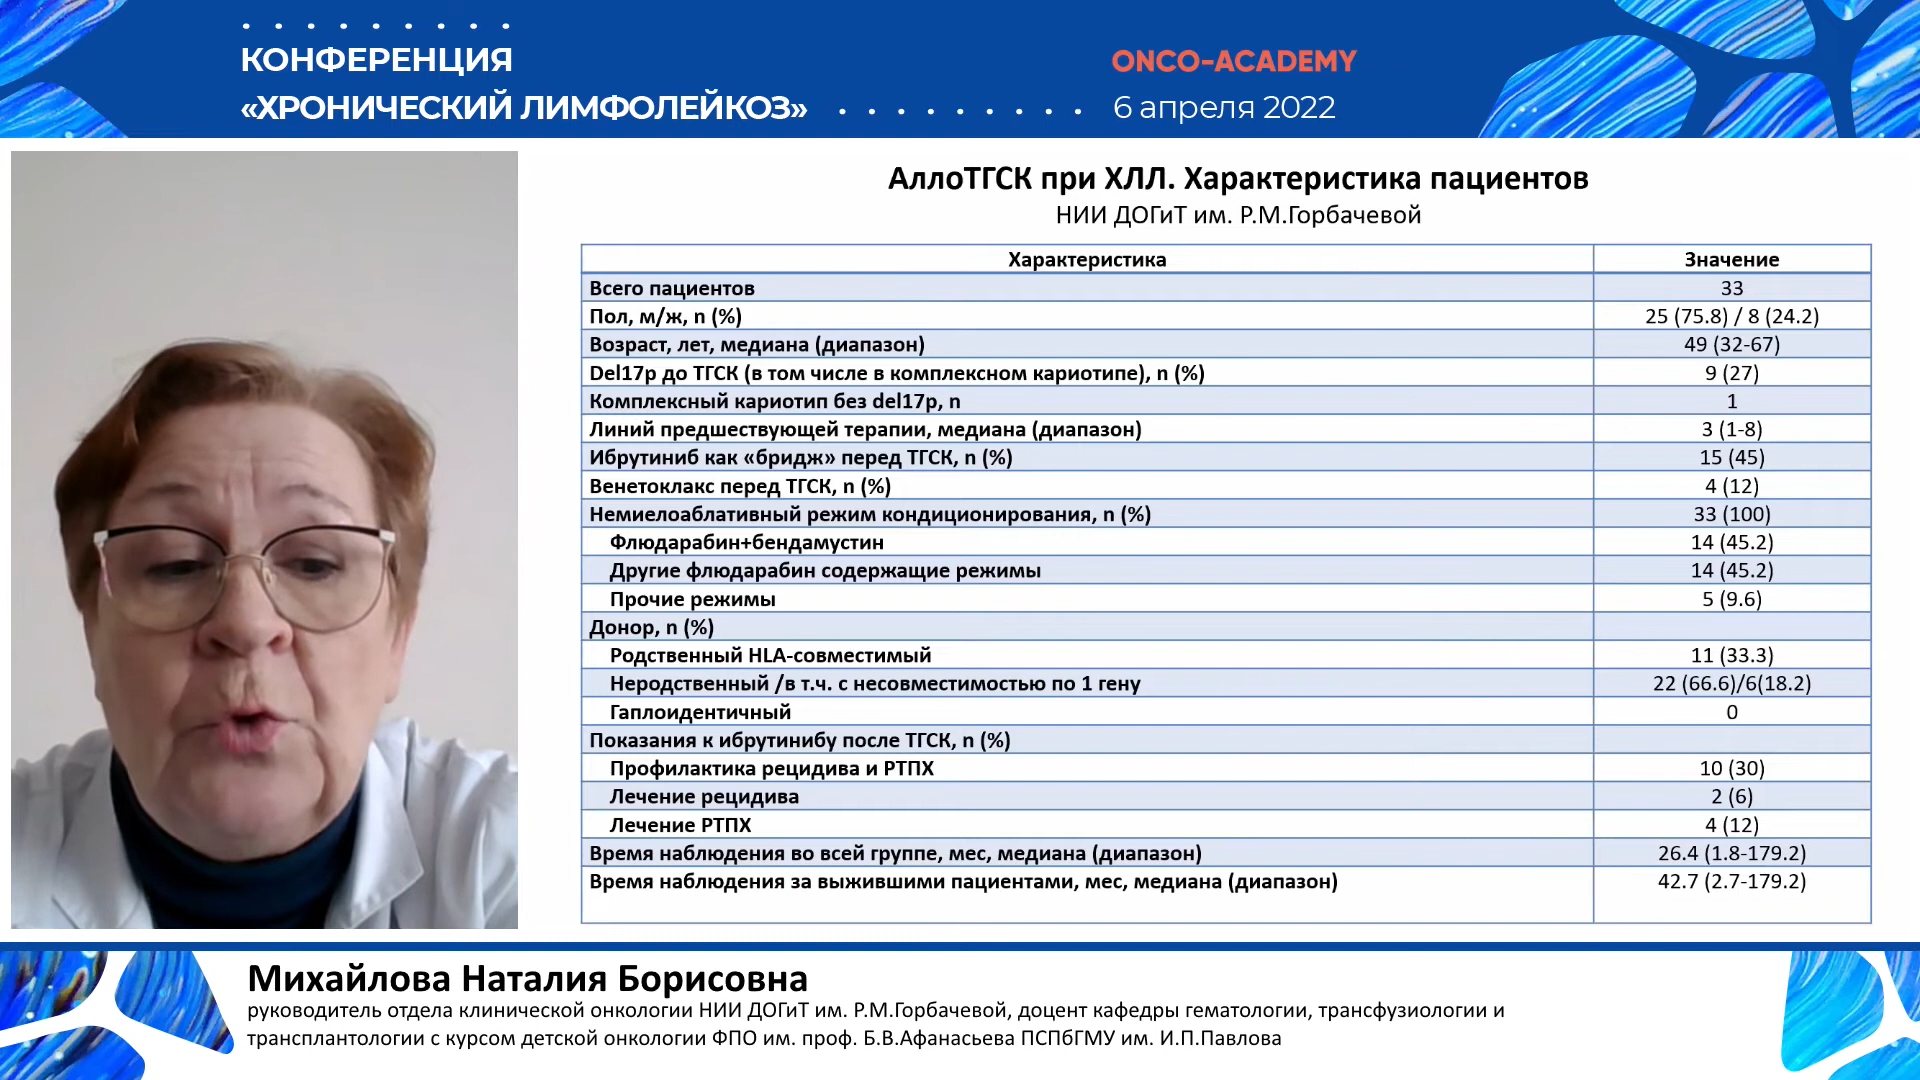 КОНФЕРЕНЦИЯ
«ХРОНИЧЕСКИЙ ЛИМФОЛЕЙКОЗ»
ONCO-ACADEMY
6 апреля 2022
АллоТГСК при ХЛЛ. Характеристика пациентов
НИИ ДОГиТ им. Р.М.Горбачевой
Характеристика Значение
Всего пациентов 33
Пол, м/ж, n (%) 25 (75.8) / 8 (24.2)
Возраст, лет, медиана (диапазон) 49 (32-67)
Del17p до ТГСК (в том числе в комплексном кариотипе), n (%) 9 (27)
Комплексный кариотип без del17p, n 1
Линий предшествующей терапии, медиана (диапазон) 3 (1-8)
Ибрутиниб как «бридж» перед ТГСК, n (%) 15 (45)
Венетоклакс перед ТГСК, n (%) 4 (12)
Немиелоаблативный режим кондиционирования, n (%) 33 (100)
Флюдарабин+бендамустин 14 (45.2)
Другие флюдарабин содержащие режимы 14 (45.2)
Прочие режимы 5 (9.6)
Донор, n (%)
Родственный HLA-совместимый 11 (33.3)
Неродственный /в т.ч. с несовместимостью по 1 гену 22 (66.6)/6(18.2)
Гаплоидентичный 0
Показания к ибрутинибу после ТГСК, n (%)
Профилактика рецидива и РТПХ 10 (30)
Лечение рецидива 2 (6)
Лечение РТПХ 4 (12)
Время наблюдения во всей группе, мес, медиана (диапазон) 26.4 (1.8-179.2)
Время наблюдения за выжившими пациентами, мес, медиана (диапазон) 42.7 (2.7-179.2)
Михайлова Наталия Борисовна
руководитель отдела клинической онкологии НИИ ДОГиТ им. Р.М.Горбачевой, доцент кафедры гематологии, трансфузиологии и
трансплантологии с курсом детской онкологии ФПО им. проф. Б.В.Афанасьева ПСПбГМУ им. И.П.Павлова